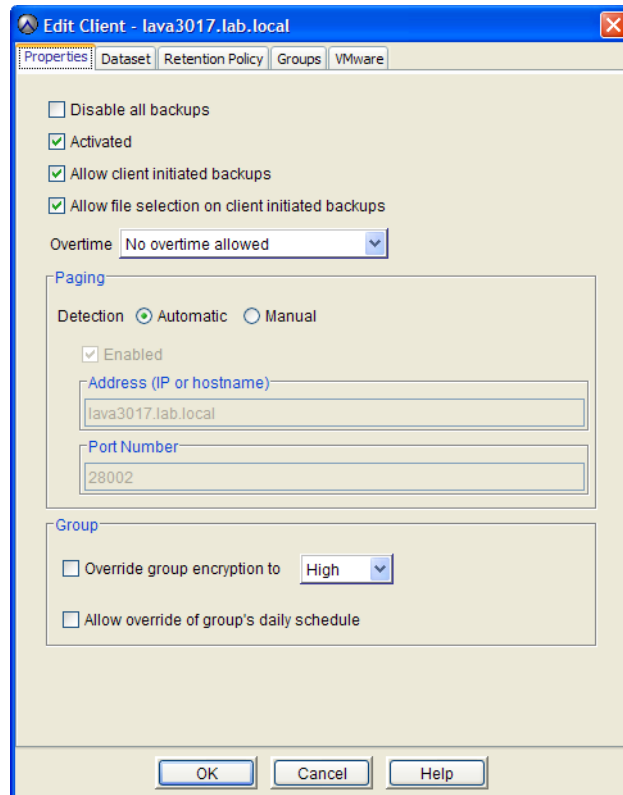 Edit Client - lava3017.lab.local
Properties Dataset Retention Policy Groups VMware
Disable all backups
Activated
Allow client initiated backups
Allow file selection on client initiated backups
Overtime No overtime allowed
Paging
Detection Automatic Manual
Enabled
Address (IP or hostname)
lava3017.lab.local
Port Number
28002
Group
Override group encryption to High
Allow override of group's daily schedule
OK Cancel Help